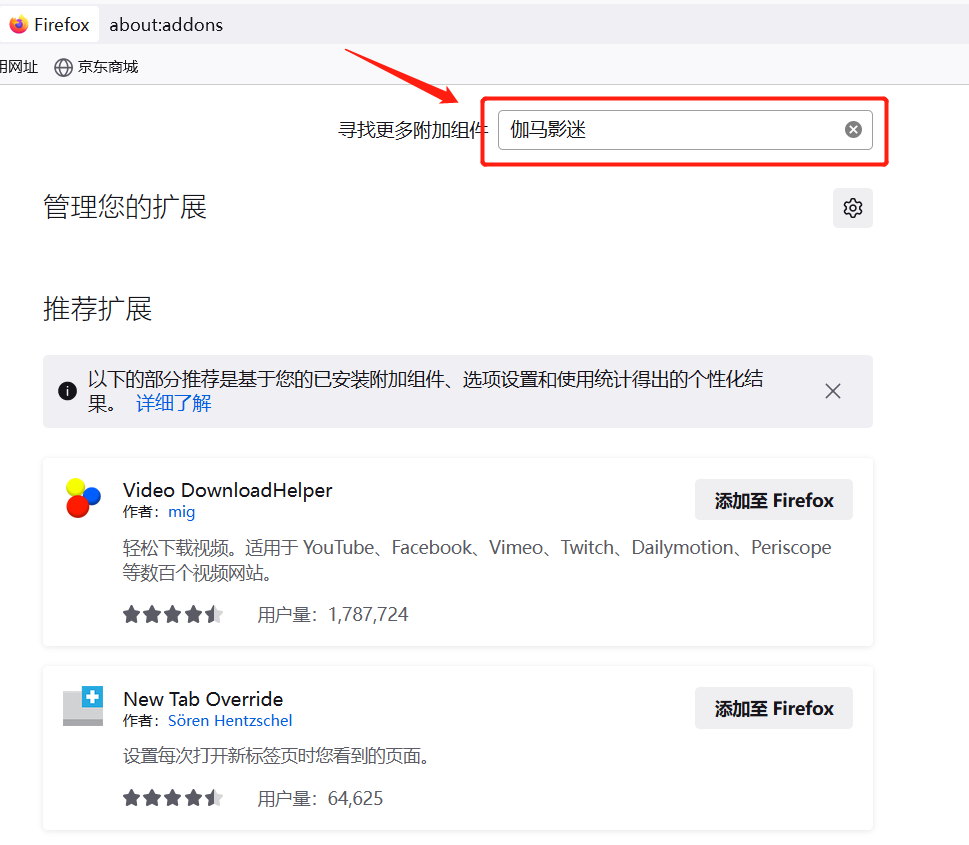 Firefox about:addons
用网址 京东商城
寻找更多附加组件 伽马影迷
管理您的扩展
推荐扩展
以下的部分推荐是基于您的已安装附加组件、选项设置和使用统计得出的个性化结
果。 详细了解
Video DownloadHelper
作者：mig
添加至 Firefox
轻松下载视频。适用于 YouTube、Facebook、Vimeo、Twitch、Dailymotion、Periscope
等数百个视频网站。
用户量：1,787,724
New Tab Override
作者：Sören Hentzschel
添加至 Firefox
设置每次打开新标签页时您看到的页面。
用户量：64,625